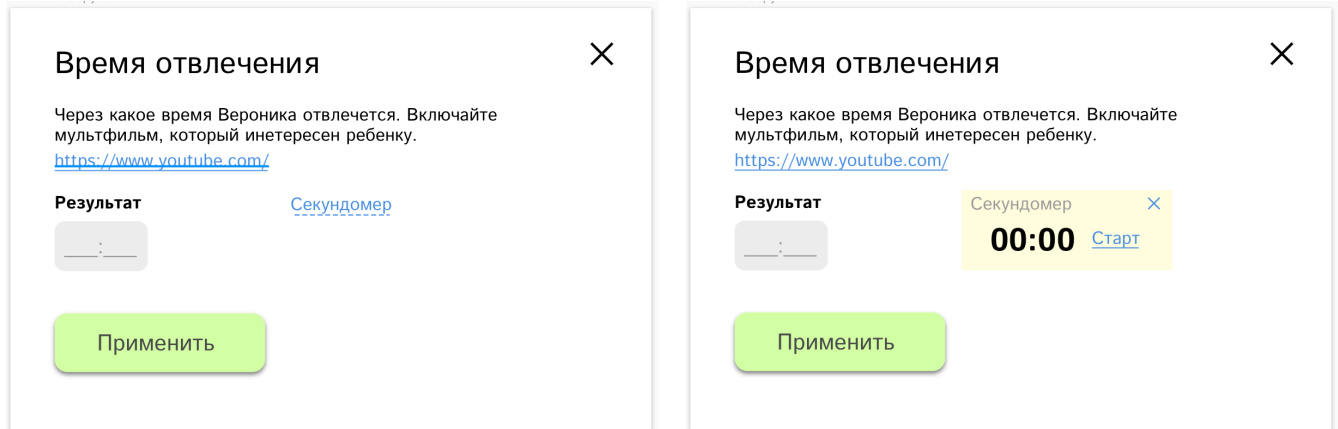 Время отвлечения
Через какое время Вероника отвлечется. Включайте
мультфильм, который инетересен ребенку.
https://www.youtube.com/
Результат
Секундомер
___:___
Применить
Время отвлечения
Через какое время Вероника отвлечется. Включайте
мультфильм, который инетересен ребенку.
https://www.youtube.com/
Результат
Секундомер
___:___
00:00 Старт
Применить